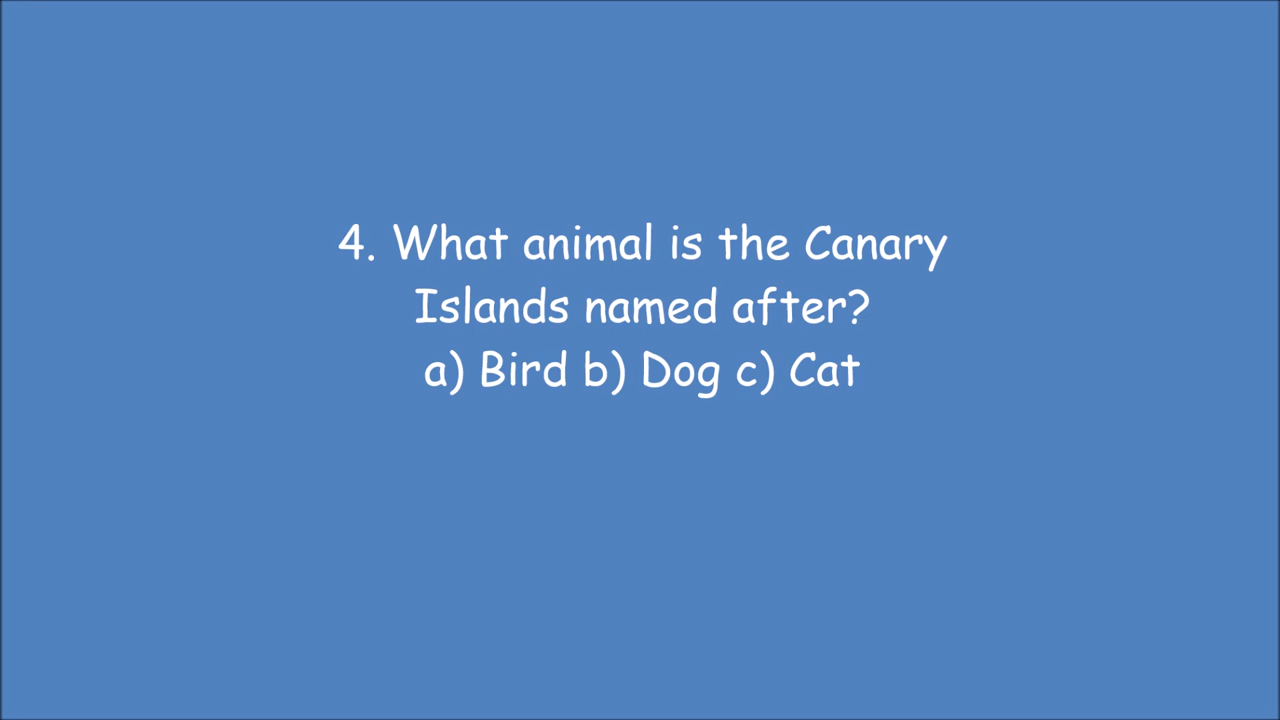 4. What animal is the Canary
Islands named after?
a) Bird b) Dog c) Cat